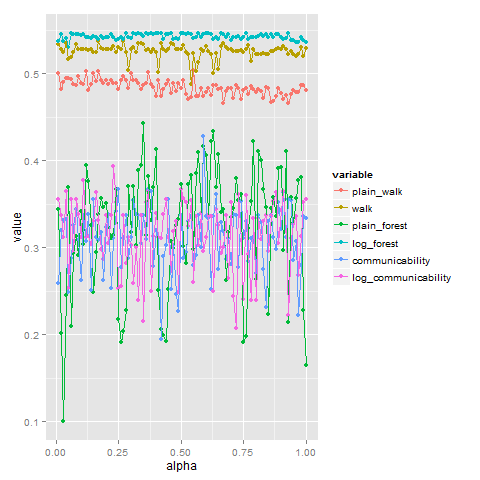 0.5
0.4
0.3
0.2
0.1
value
0.00
0.25
0.50
0.75
1.00
alpha
variable
plain_walk
walk
plain_forest
log_forest
communicability
log_communicability